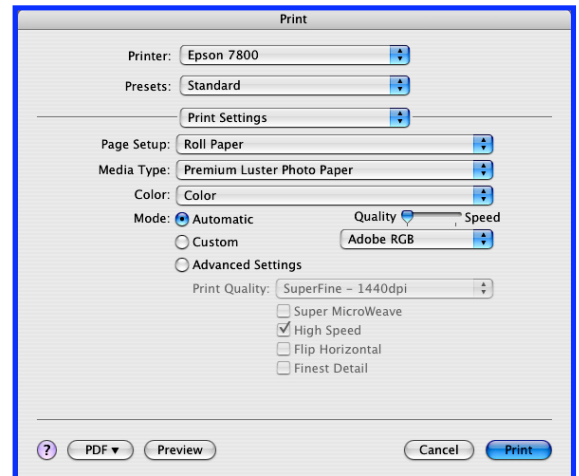 Print
Printer: Epson 7800
Presets: Standard
Print Settings
Page Setup: Roll Paper
Media Type: Premium Luster Photo Paper
Color: Color
Mode: Automatic Quality Speed
Custom Adobe RGB
Advanced Settings
Print Quality: SuperFine - 1440dpi
Super MicroWeave
High Speed
Flip Horizontal
Finest Detail
? PDF ▼ Preview Cancel Print